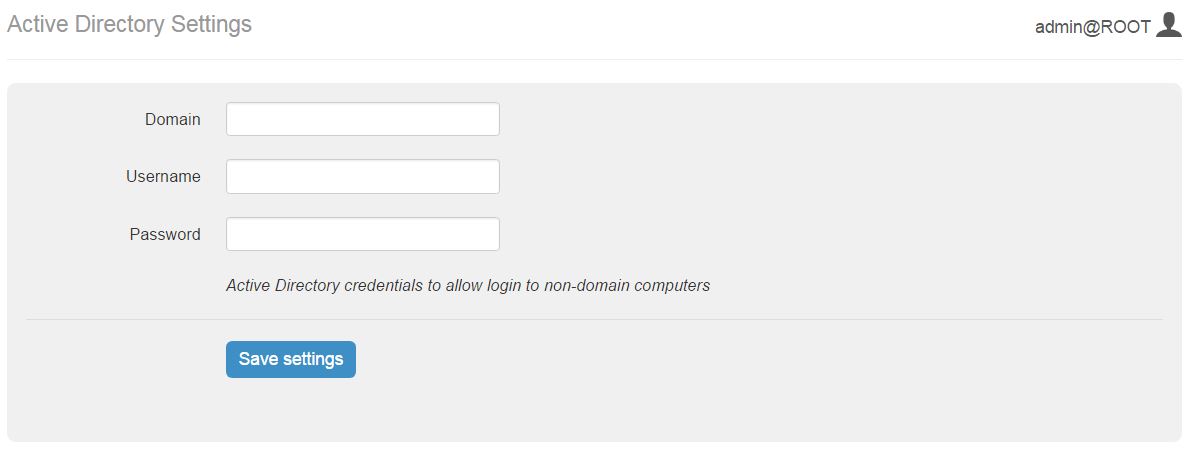 Active Directory Settings
admin@ROOT
Domain
Username
Password
Active Directory credentials to allow login to non-domain computers
Save settings